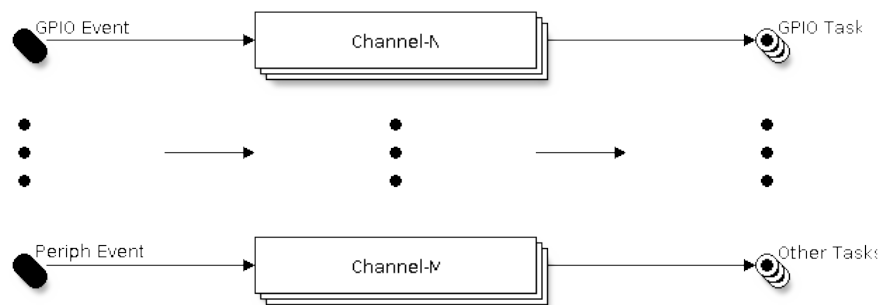 GPIO Event
Channel-N
GPIO Task
Periph Event
Channel-M
Other Tasks